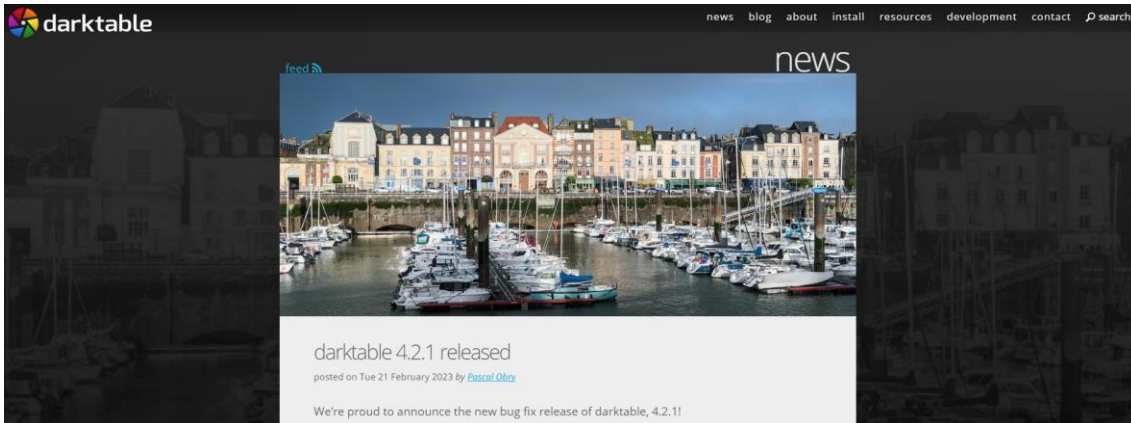 darktable
news blog about install resources development contact search
news
feed
darktable 4.2.1 released
posted on Tue 21 February 2023 by Pascal Obry
We're proud to announce the new bug fix release of darktable, 4.2.1!